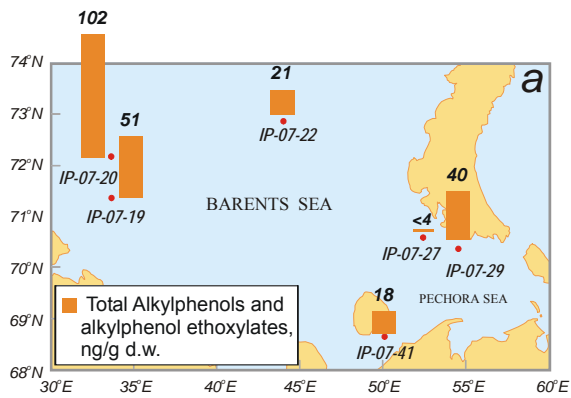 102
74°N
a
21
51
73°N
IP-07-22
72°N
IP-07-20
40
IP-07-19
BARENTS SEA
71°N
<4
IP-07-27
70°N
IP-07-29
18
PECHORA SEA
Total Alkylphenols and
alkylphenol ethoxylates,
ng/g d.w.
69°N
IP-07-41
68°N
30°E 35°E 40°E 45°E 50°E 55°E 60°E